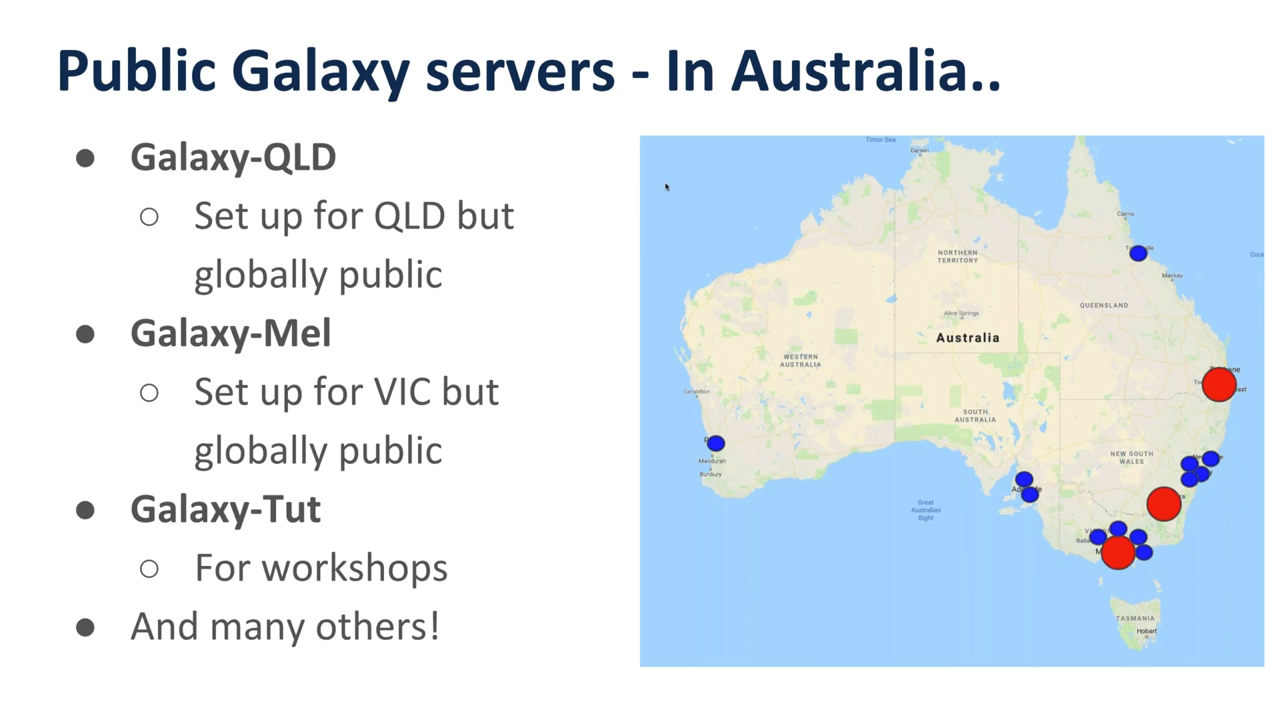 Public Galaxy servers - In Australia..
● Galaxy-QLD
○ Set up for QLD but
globally public
● Galaxy-Mel
○ Set up for VIC but
globally public
● Galaxy-Tut
○ For workshops
● And many others!
Timor Sea
Darwin
Cairns
NORTHERN
TERRITORY
Mackay
QUEENSLAND
Alice Springs
Australia
WESTERN
AUSTRALIA
Geraldton
SOUTH
AUSTRALIA
NEW SOUTH
WALES
Mandurah
Bunbury
Great
Australian
Bight
TASMANIA
Hobart